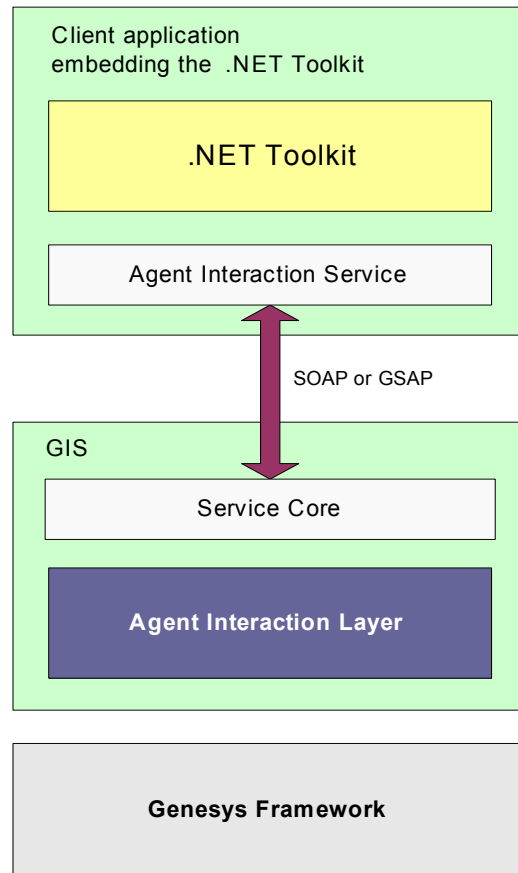 Client application
embedding the .NET Toolkit
.NET Toolkit
Agent Interaction Service
SOAP or GSAP
GIS
Service Core
Agent Interaction Layer
Genesys Framework